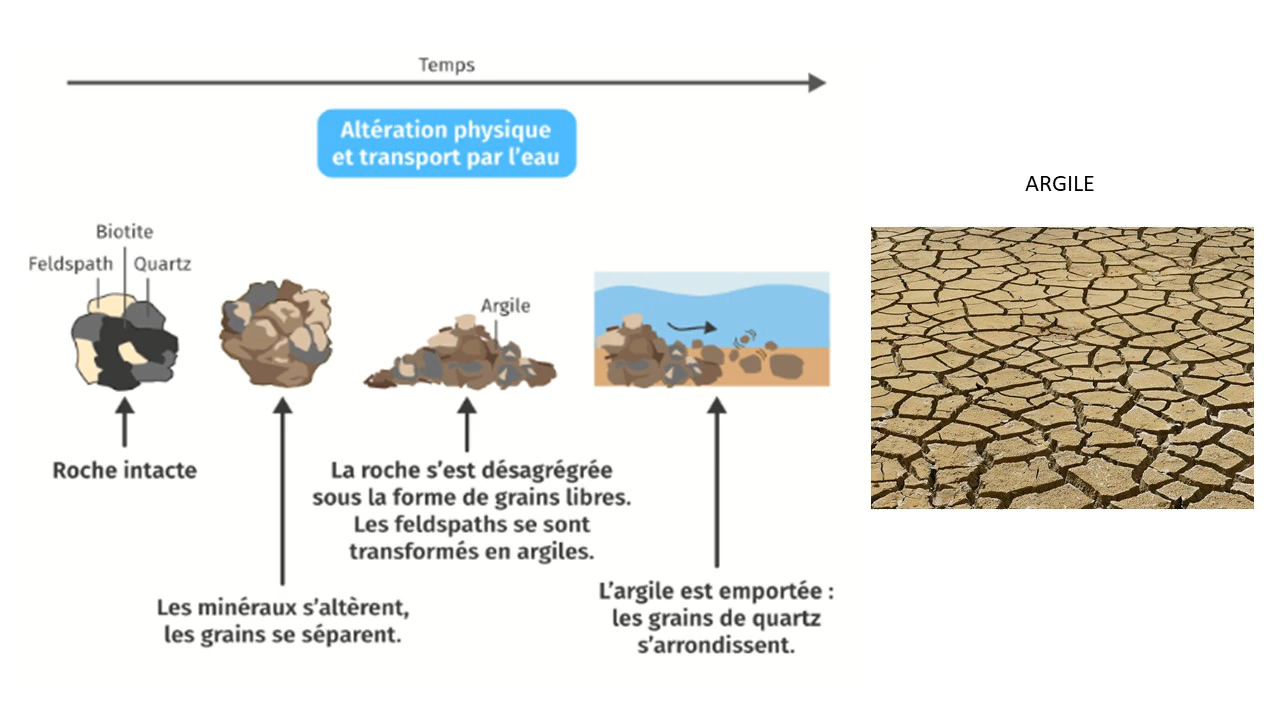 Temps
Altération physique
et transport par l'eau
ARGILE
Biotite
Feldspath
Quartz
Argile
Roche intacte
La roche s'est désagrégrée
sous la forme de grains libres.
Les feldspaths se sont
transformés en argiles.
Les minéraux s'altèrent,
les grains se séparent.
L'argile est emportée :
les grains de quartz
s'arrondissent.